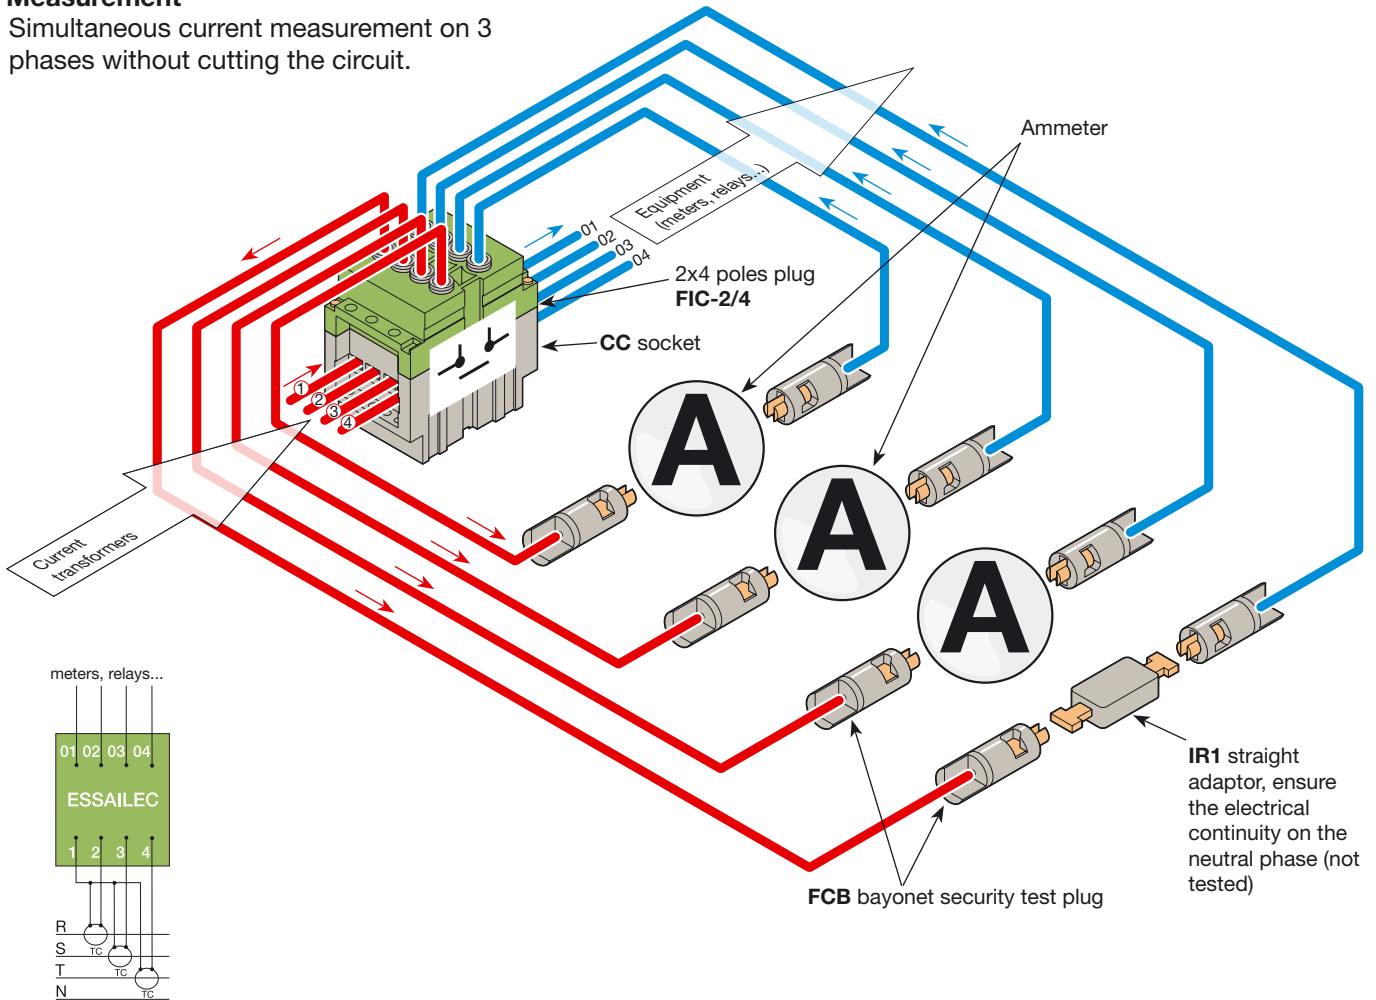 Measurement
Simultaneous current measurement on 3
phases without cutting the circuit.
Ammeter
Equipment
(meters, relays...)
01
02
03
04
2x4 poles plug
FIC-2/4
CC socket
1
2
3
4
A
A
A
Current
transformers
meters, relays...
01 02 03 04
ESSAILEC
1 2 3 4
R
TC
S
TC
T
TC
N
IR1 straight
adaptor, ensure
the electrical
continuity on the
neutral phase (not
tested)
FCB bayonet security test plug